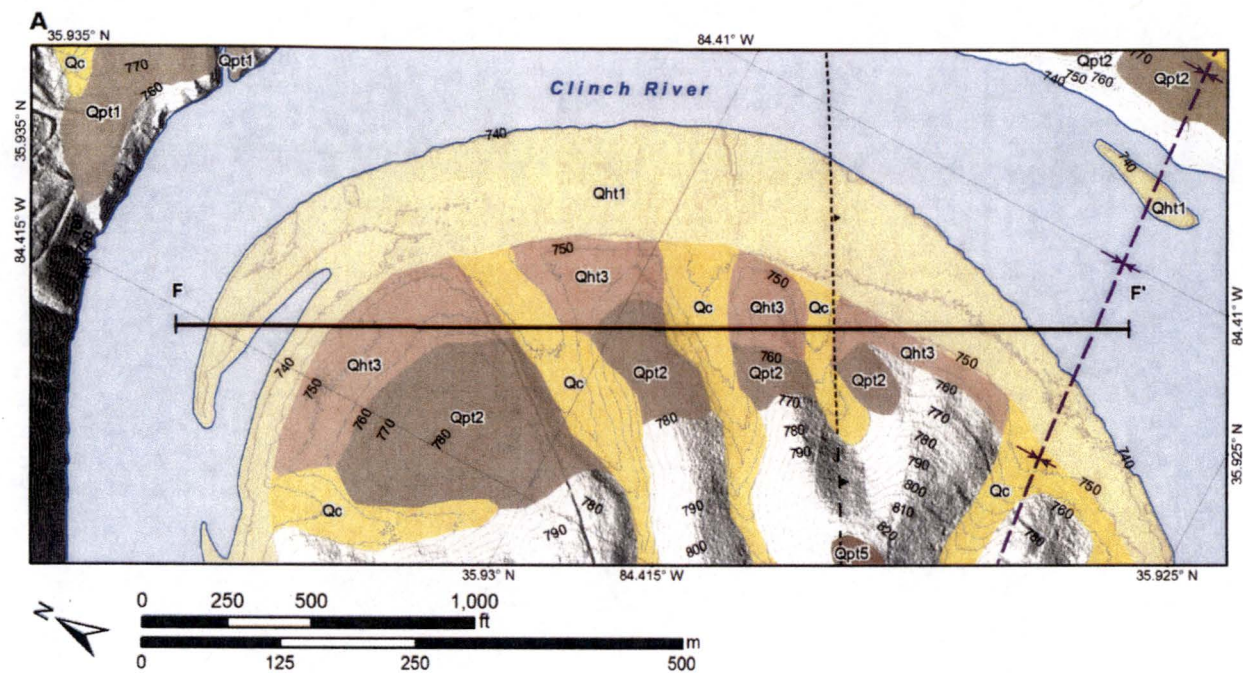 A
35.935° N
84.41° W
Qc
770
Qpt1
Qpt2
770
760
740 750 760
Qpt2
Clinch River
Qpt1
35.935° N
740
740
Qht1
Qht1
84.415° W
750
Qht3
750
F
F'
Qc
Qht3
Qc
84.41° W
740
Qht3
760
Qht3
750
750
Qc
Qpt2
Qpt2
Qpt2
760
760
770
770
Qpt2
780
770
780
780
780
790
790
740
35.925° N
Qc
750
800
760
Qc
780
790
790
810
780
800
820
Qpt5
35.93° N
84.415° W
35.925° N
N
0 250 500 1,000
ft
m
0 125 250 500